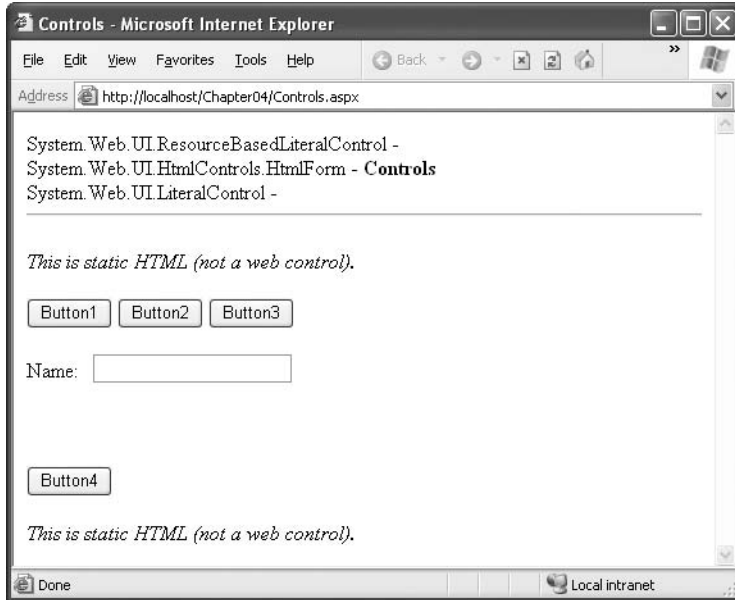 Controls - Microsoft Internet Explorer
File Edit View Favorites Tools Help Back »
Address http://localhost/Chapter04/Controls.aspx
System.Web.UI.ResourceBasedLiteralControl -
System.Web.UI.HtmlControls.HtmlForm - Controls
System.Web.UI.LiteralControl -
This is static HTML (not a web control).
Button1 Button2 Button3
Name:
Button4
This is static HTML (not a web control).
Done Local intranet